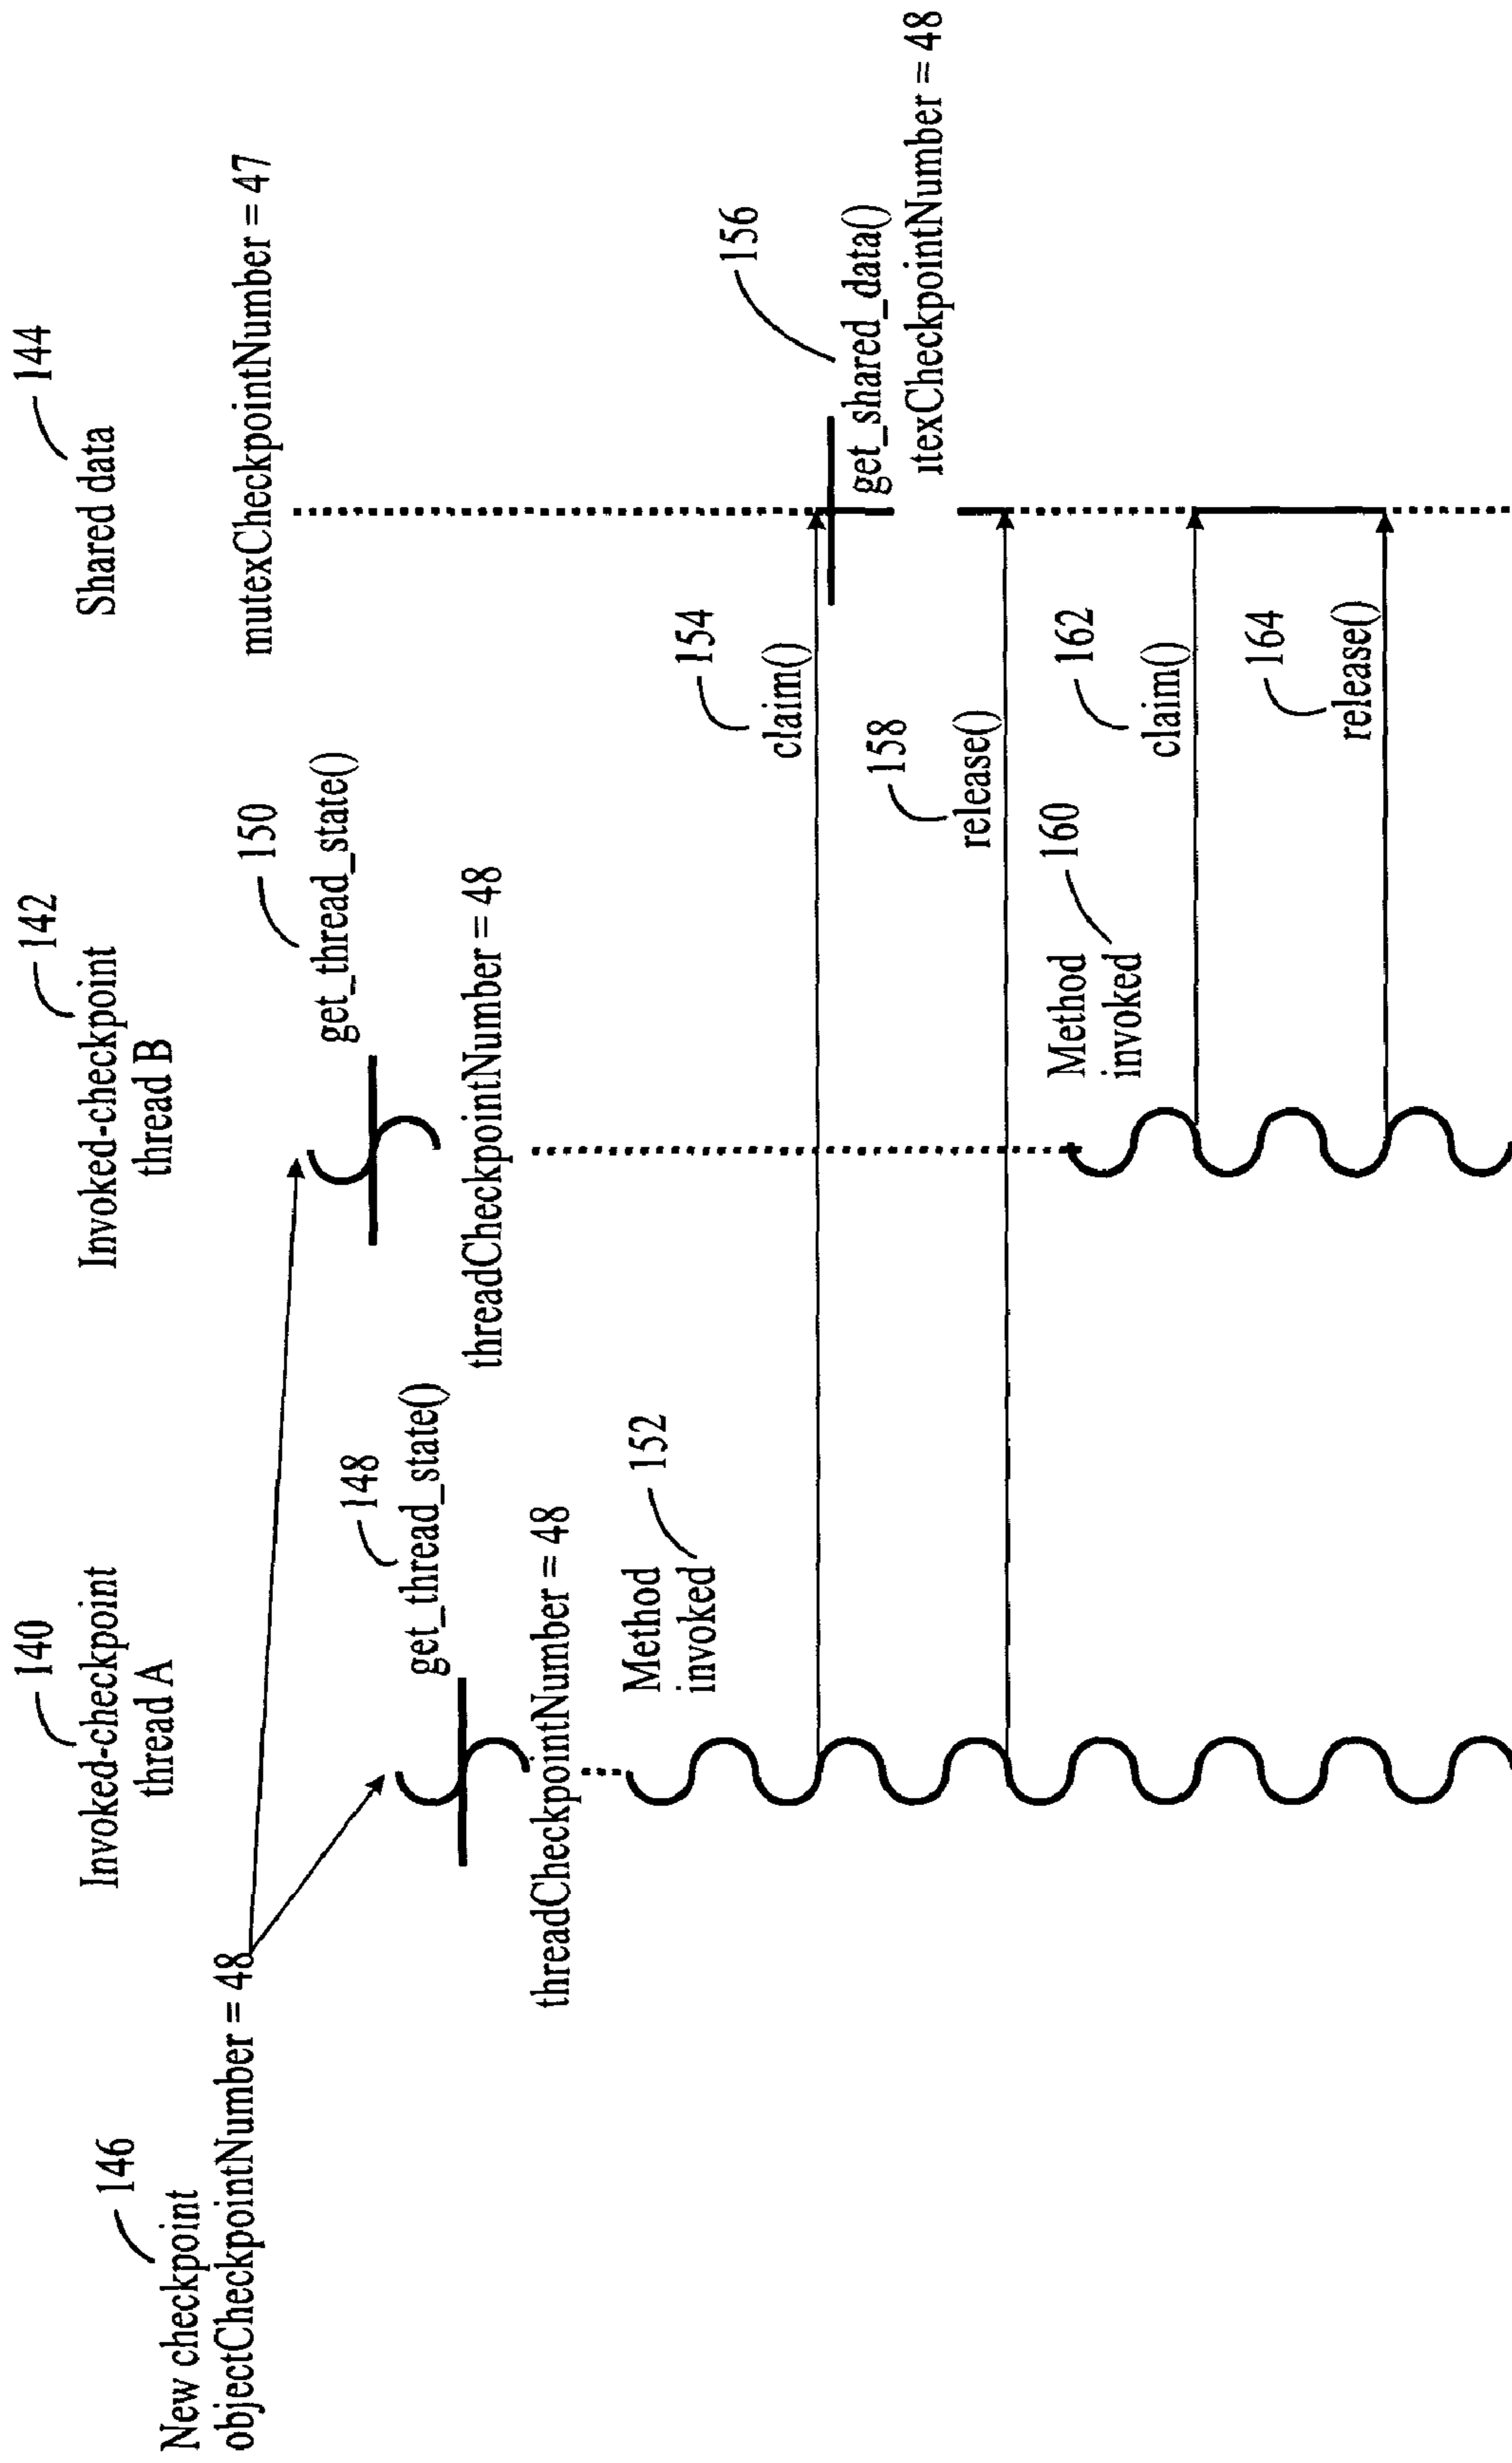 146
New checkpoint
objectCheckpointNumber = 48
140
Invoked-checkpoint
thread A
142
Invoked-checkpoint
thread B
144
Shared data
mutexCheckpointNumber = 47
150
get_thread_state()
threadCheckpointNumber = 48
148
get_thread_state()
threadCheckpointNumber = 48
Method
invoked
152
154
claim()
156
get_shared_data()
itexCheckpointNumber = 48
158
release()
Method
invoked
160
162
claim()
164
release()